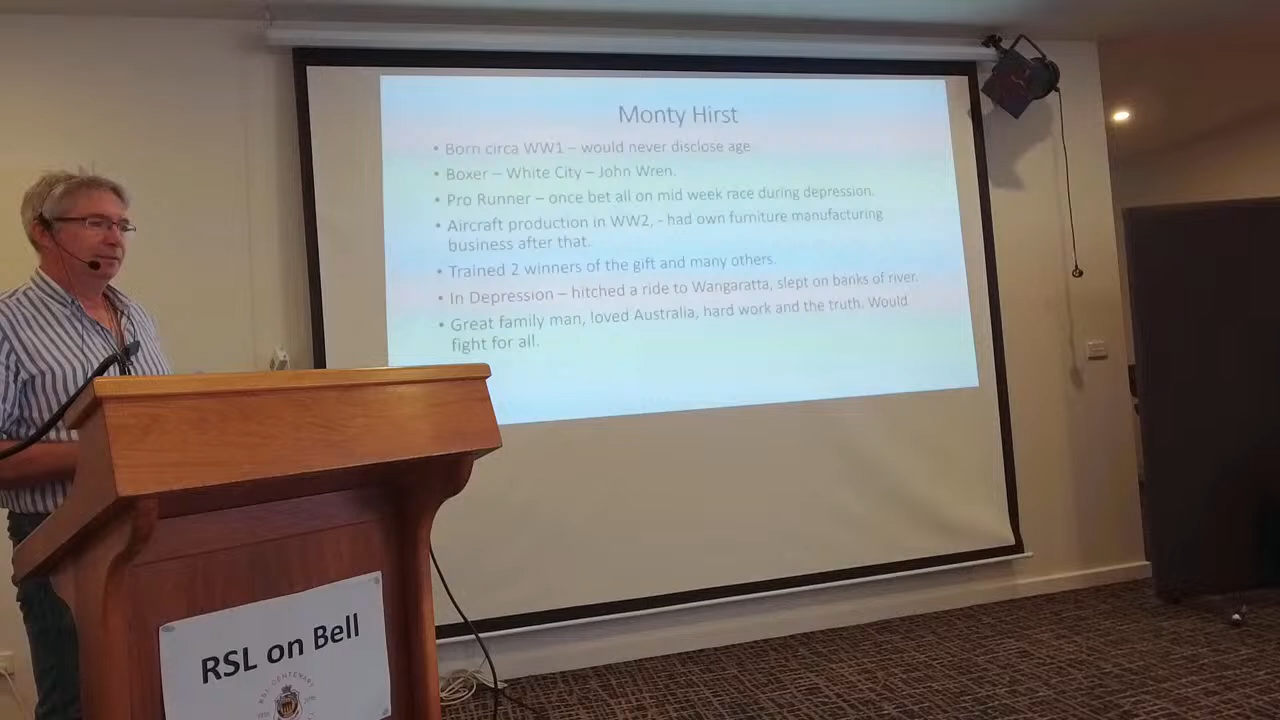 Monty Hirst
• Born circa WW1 – would never disclose age
• Boxer – White City – John Wren.
• Pro Runner – once bet all on mid week race during depression.
• Aircraft production in WW2, - had own furniture manufacturing
business after that.
• Trained 2 winners of the gift and many others.
• In Depression – hitched a ride to Wangaratta, slept on banks of river.
• Great family man, loved Australia, hard work and the truth. Would
fight for all.
RSL on Bell
RSL CENTENARY